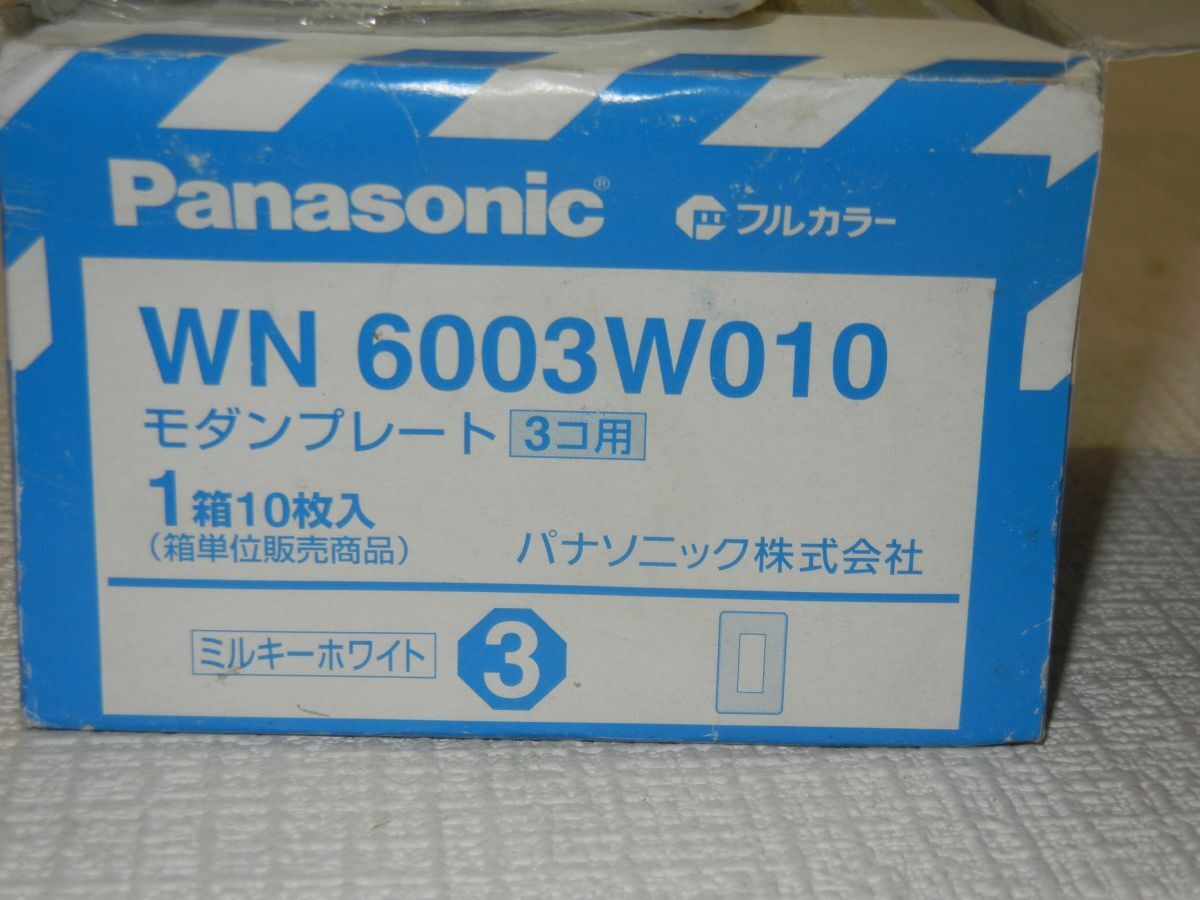 Panasonic® フルカラー
WN 6003W010
モダンプレート 3コ用
1箱10枚入
(箱単位販売商品) パナソニック株式会社
ミルキーホワイト 3